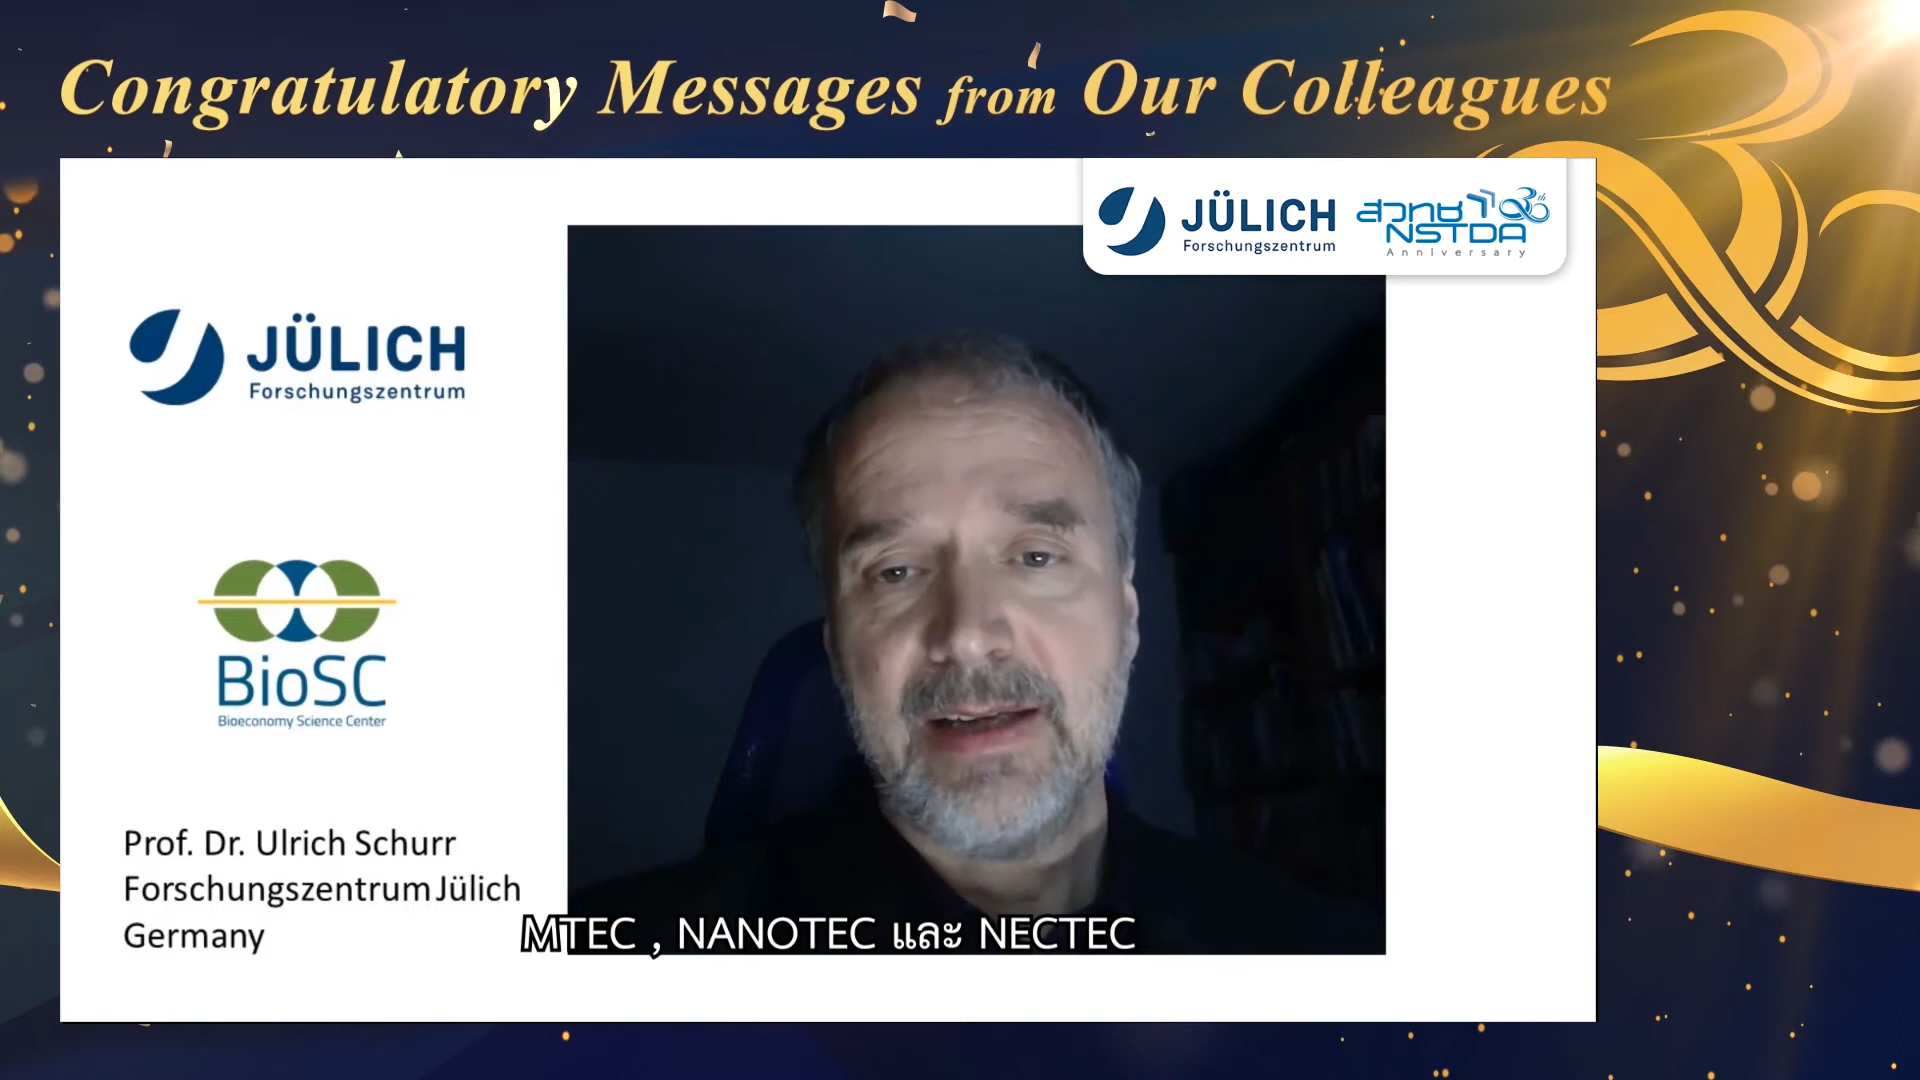 Congratulatory Messages from Our Colleagues
JÜLICH
Forschungszentrum
สวทช
NSTDA
Anniversary
30th
JÜLICH
Forschungszentrum
BioSC
Bioeconomy Science Center
Prof. Dr. Ulrich Schurr
Forschungszentrum Jülich
Germany
MTEC , NANOTEC และ NECTEC